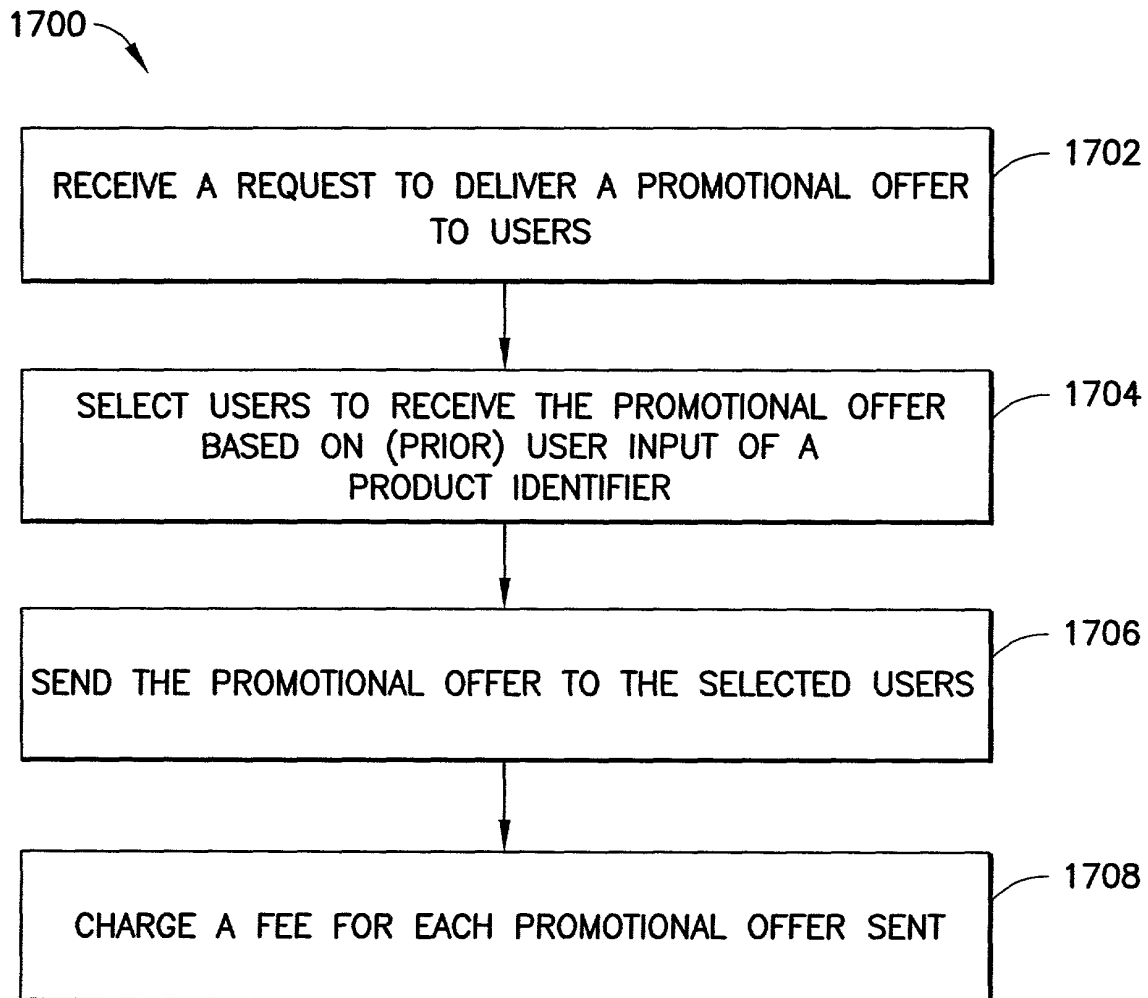 1700
RECEIVE A REQUEST TO DELIVER A PROMOTIONAL OFFER
TO USERS
1702
SELECT USERS TO RECEIVE THE PROMOTIONAL OFFER
BASED ON (PRIOR) USER INPUT OF A
PRODUCT IDENTIFIER
1704
SEND THE PROMOTIONAL OFFER TO THE SELECTED USERS
1706
CHARGE A FEE FOR EACH PROMOTIONAL OFFER SENT
1708